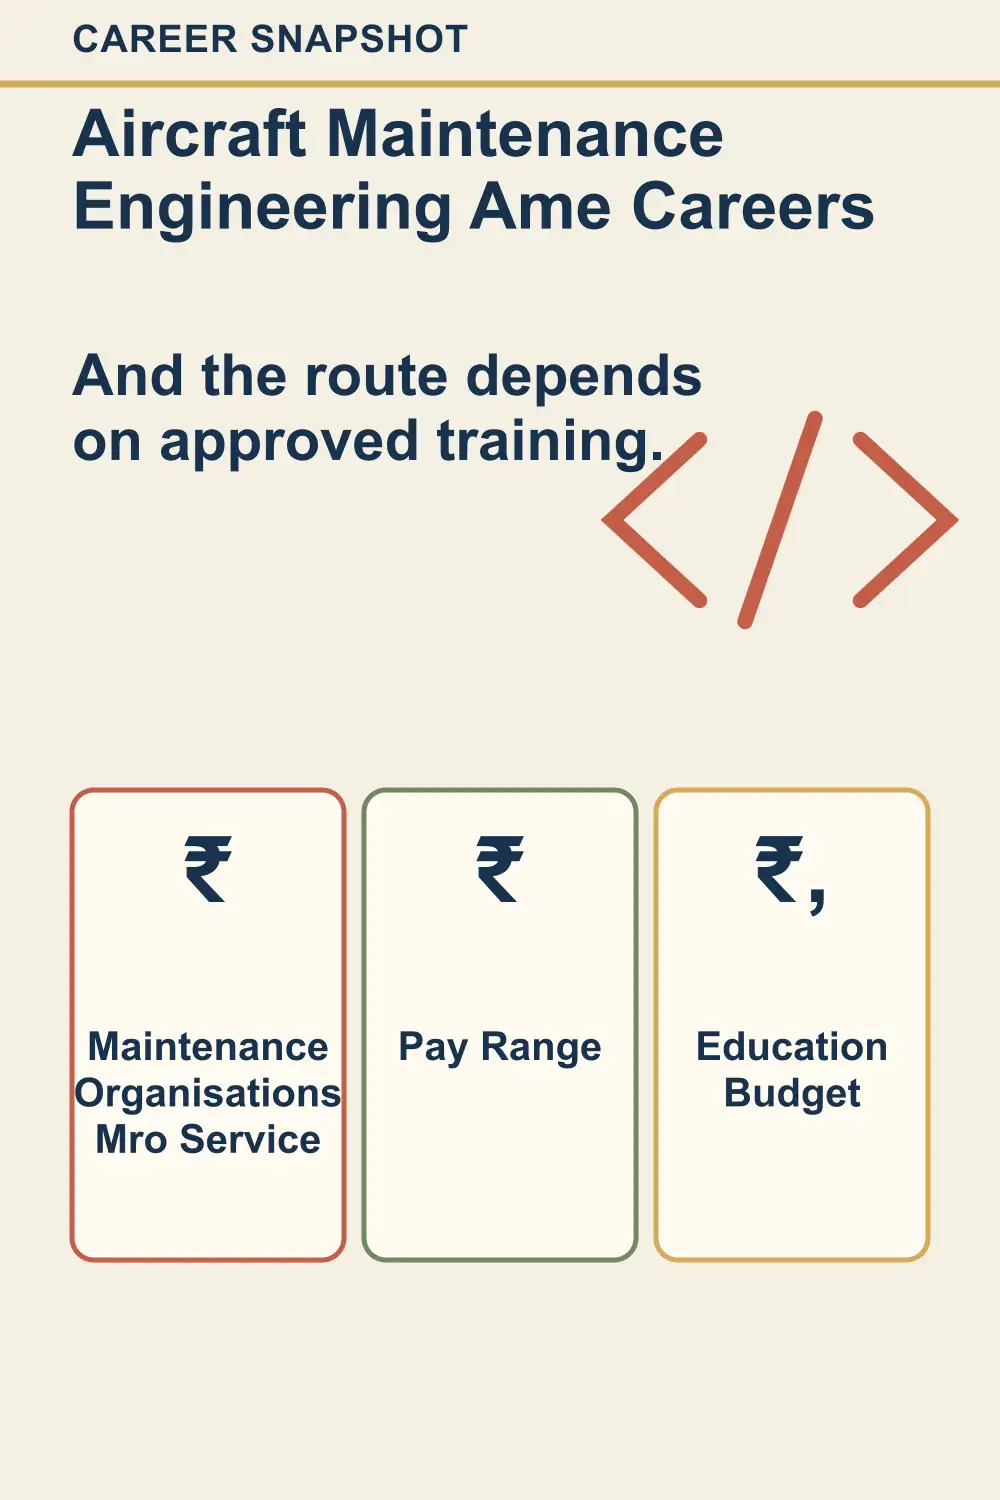 CAREER SNAPSHOT
Aircraft Maintenance
Engineering Ame Careers
And the route depends
on approved training.
</>
₹
₹
₹,
Maintenance
Organisations
Mro Service
Pay Range
Education
Budget